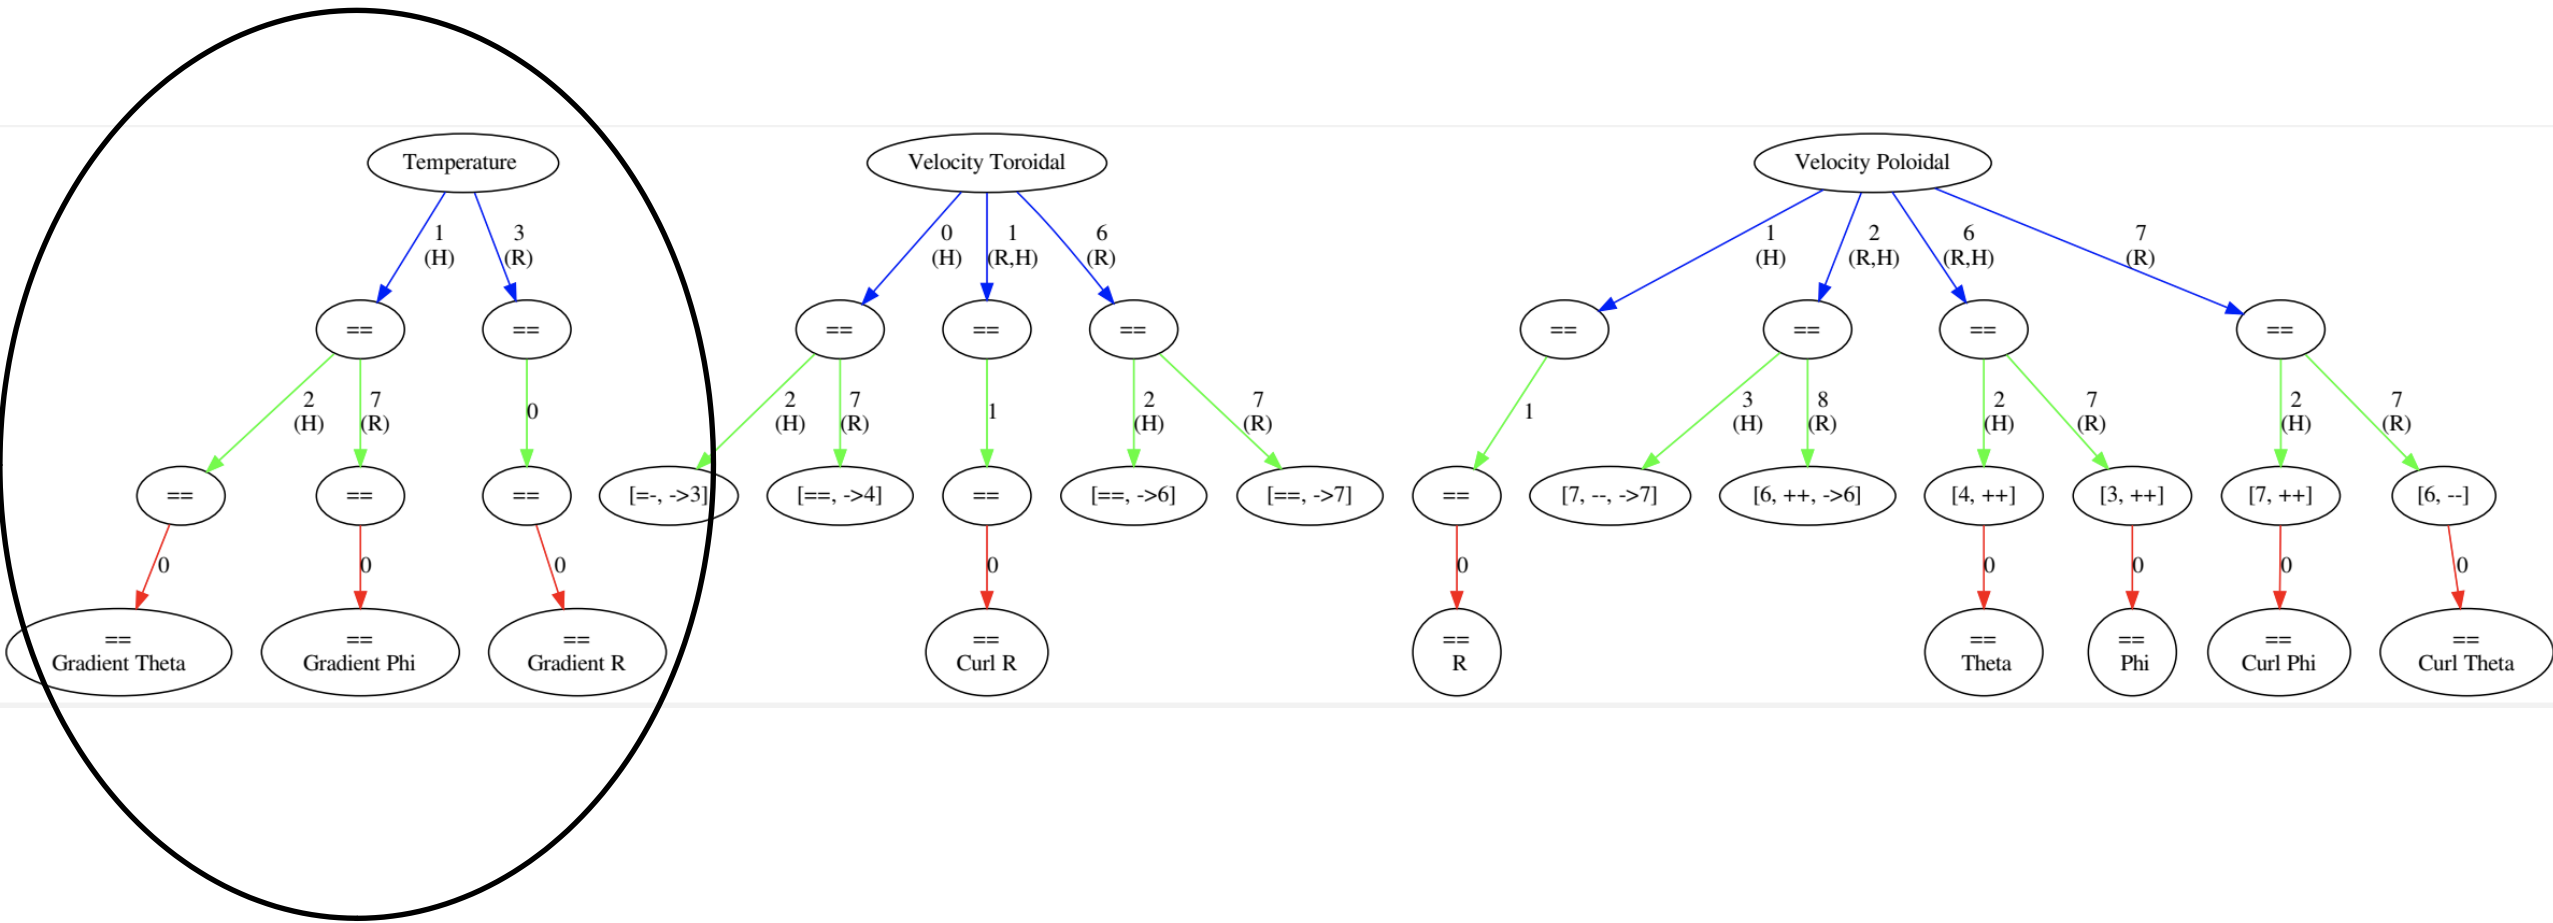 Temperature
Velocity Toroidal
Velocity Poloidal
1
(H)
3
(R)
0
(H)
1
(R,H)
6
(R)
1
(H)
2
(R,H)
6
(R,H)
7
(R)
==
==
==
==
==
==
==
==
==
2
(H)
7
(R)
0
2
(H)
7
(R)
1
2
(H)
7
(R)
1
3
(H)
8
(R)
2
(H)
7
(R)
2
(H)
7
(R)
==
==
==
[=-, ->3]
[==, ->4]
==
[==, ->6]
[==, ->7]
==
[7, --, ->7]
[6, ++, ->6]
[4, ++]
[3, ++]
[7, ++]
[6, --]
0
0
0
0
0
0
0
0
0
==
Gradient Theta
==
Gradient Phi
==
Gradient R
==
Curl R
==
R
==
Theta
==
Phi
==
Curl Phi
==
Curl Theta